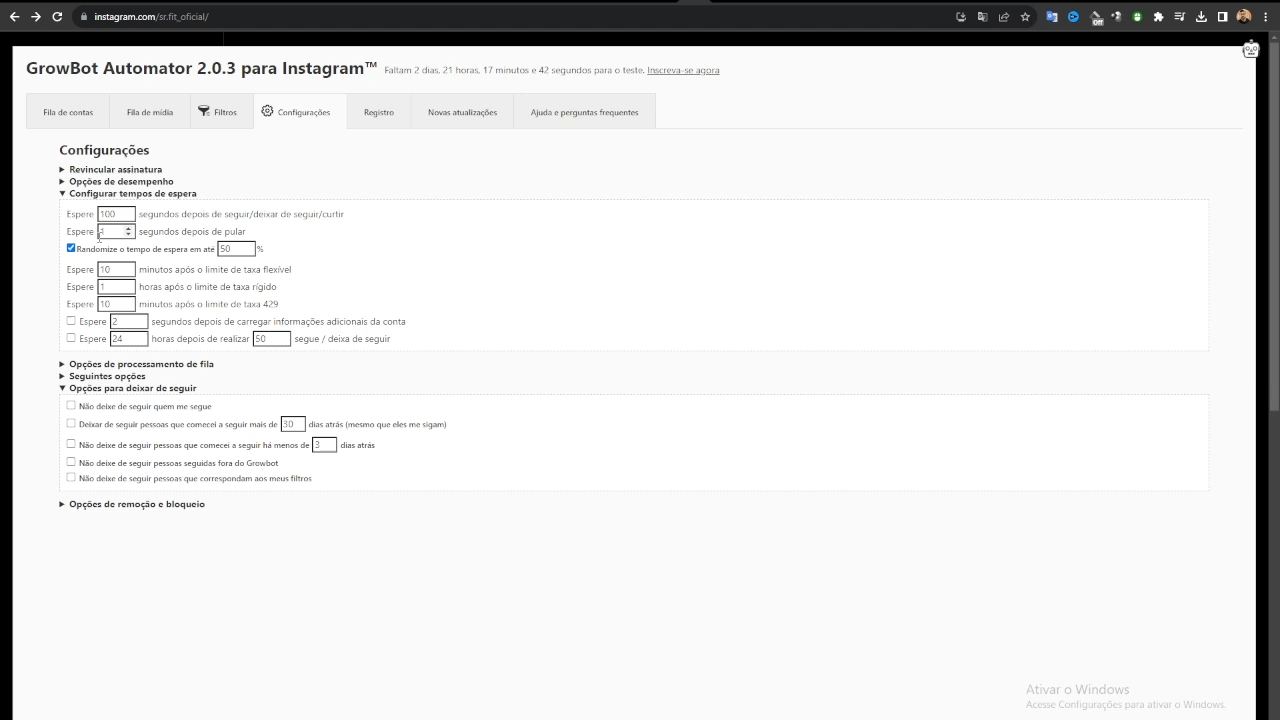 instagram.com/sr.fit_oficial/
GrowBot Automator 2.0.3 para Instagram™ Faltam 2 dias, 21 horas, 17 minutos e 42 segundos para o teste. Inscreva-se agora
Fila de contas Fila de mídia Filtros Configurações Registro Novas atualizações Ajuda e perguntas frequentes
Configurações
Revincular assinatura
Opções de desempenho
Configurar tempos de espera
Espere 100 segundos depois de seguir/deixar de seguir/curtir
Espere 1 segundos depois de pular
Randomize o tempo de espera em até 50 %
Espere 10 minutos após o limite de taxa flexível
Espere 1 horas após o limite de taxa rígido
Espere 10 minutos após o limite de taxa 429
Espere 2 segundos depois de carregar informações adicionais da conta
Espere 24 horas depois de realizar 50 segue / deixa de seguir
Opções de processamento de fila
Seguintes opções
Opções para deixar de seguir
Não deixe de seguir quem me segue
Deixar de seguir pessoas que comecei a seguir mais de 30 dias atrás (mesmo que eles me sigam)
Não deixe de seguir pessoas que comecei a seguir há menos de 3 dias atrás
Não deixe de seguir pessoas seguidas fora do Growbot
Não deixe de seguir pessoas que correspondam aos meus filtros
Opções de remoção e bloqueio
Ativar o Windows
Acesse Configurações para ativar o Windows.